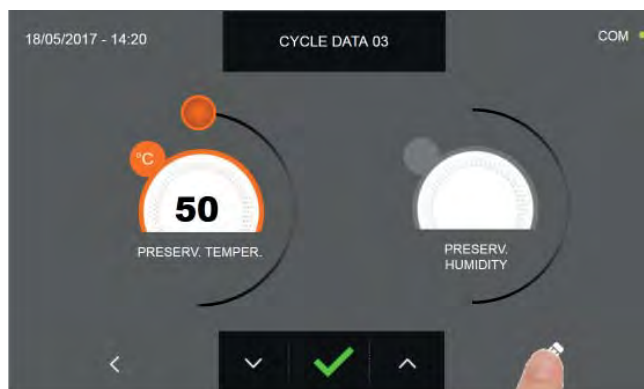 18/05/2017 - 14:20
CYCLE DATA 03
COM
°C
50
PRESERV. TEMPER.
PRESERV.
HUMIDITY